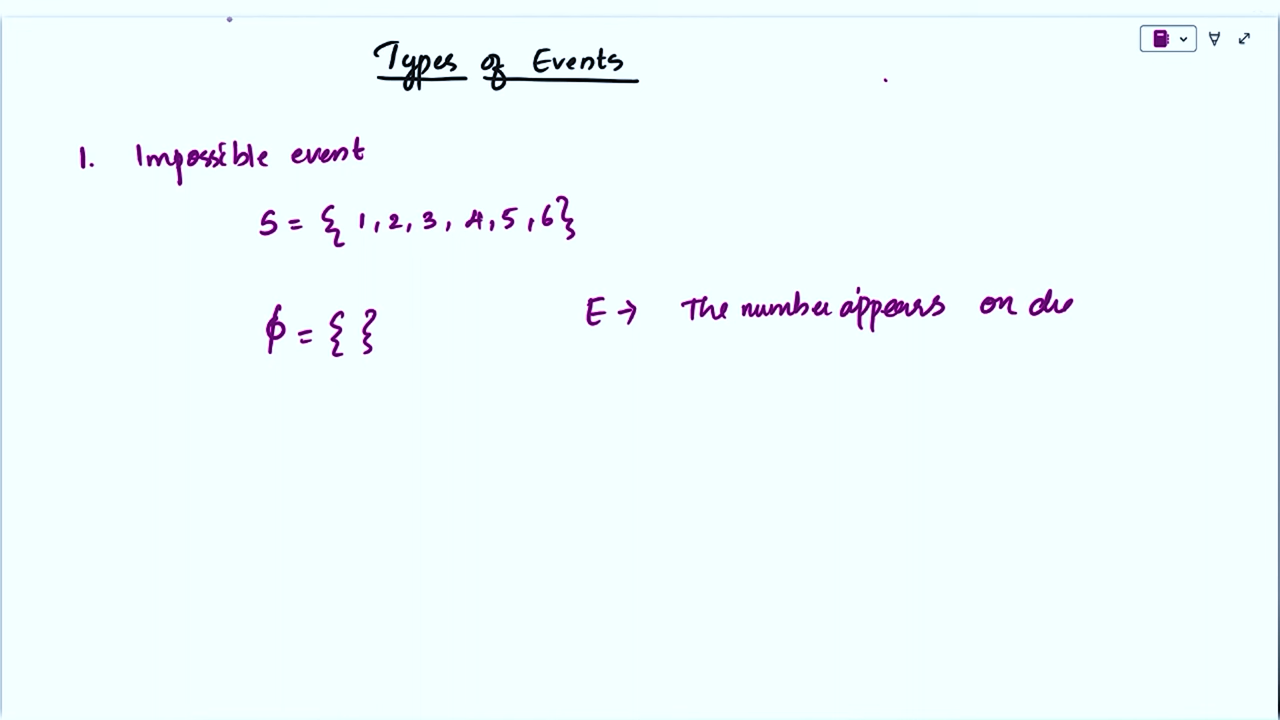 Types of Events
1. Impossible event
S = { 1, 2, 3, 4, 5, 6}
ϕ = { }
E → The number appears on